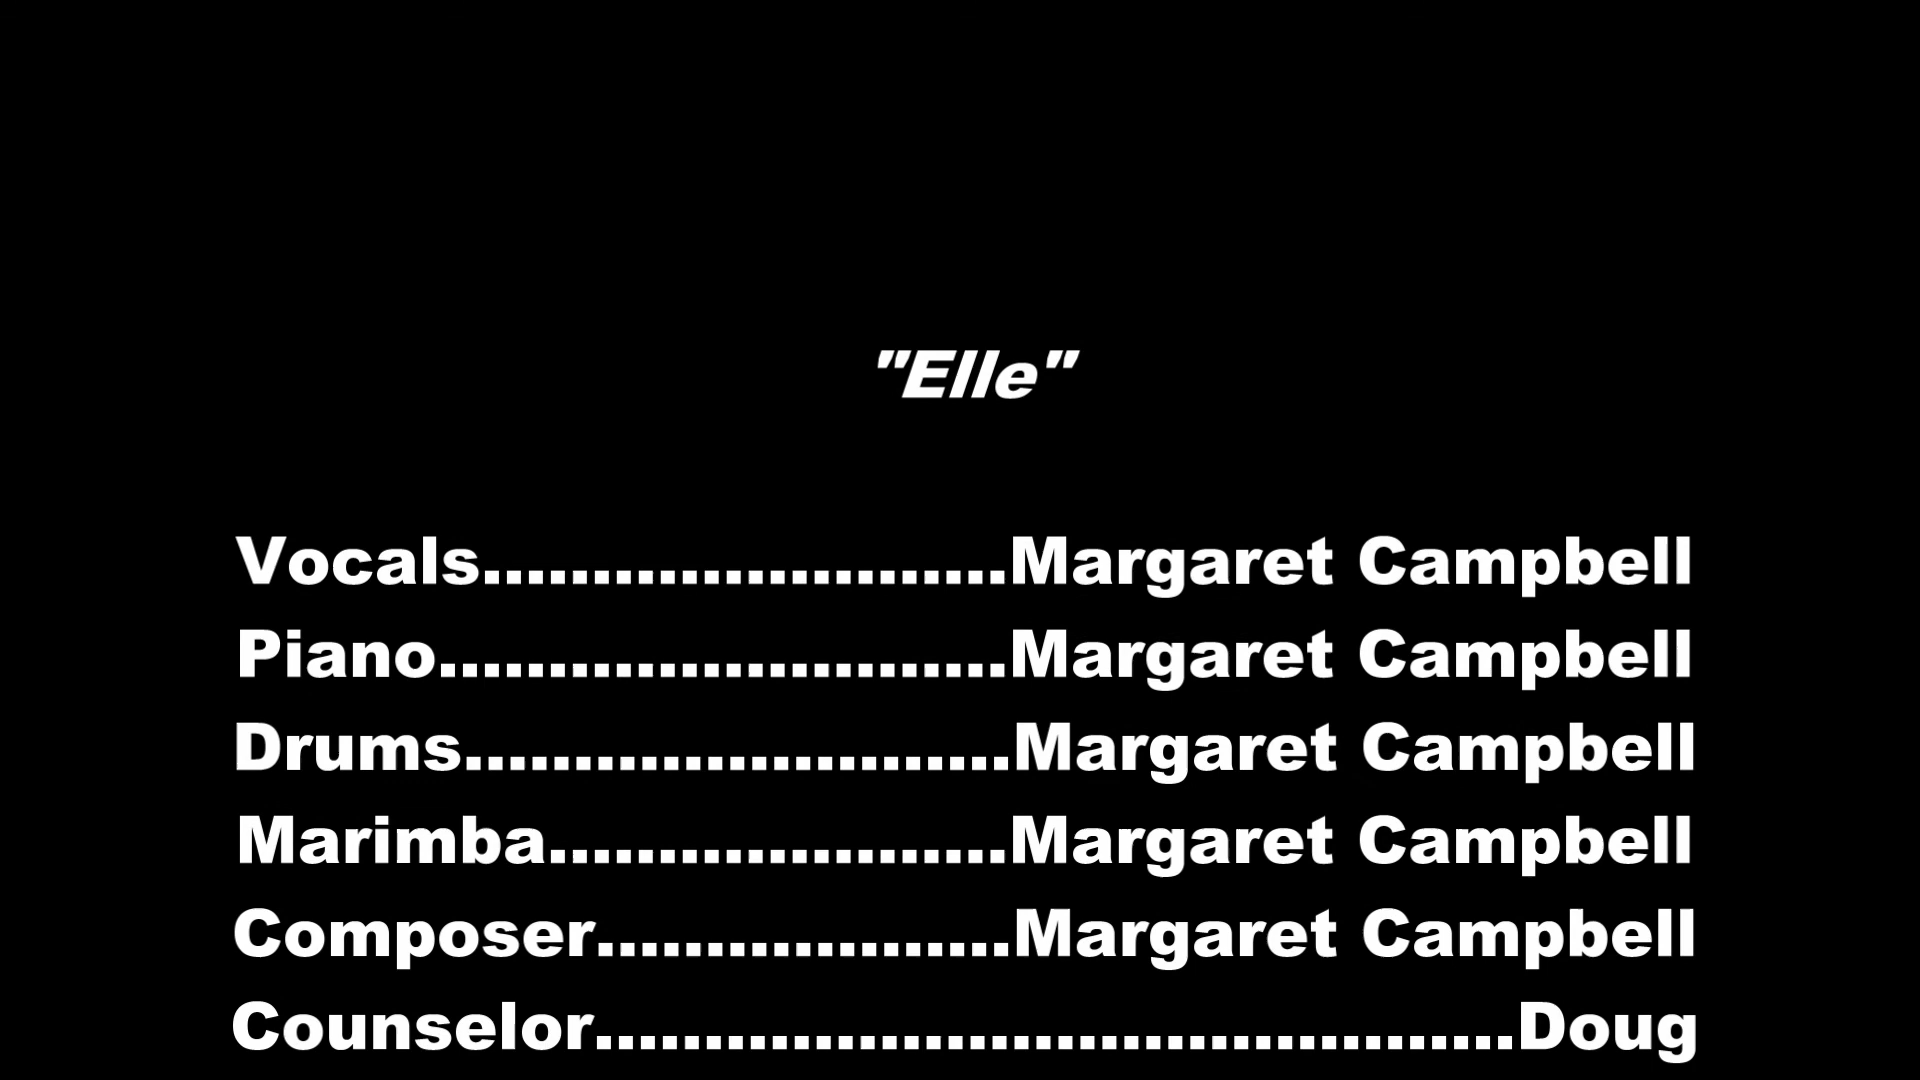 "Elle"
Vocals........................Margaret Campbell
Piano..........................Margaret Campbell
Drums.........................Margaret Campbell
Marimba.....................Margaret Campbell
Composer...................Margaret Campbell
Counselor..........................................Doug